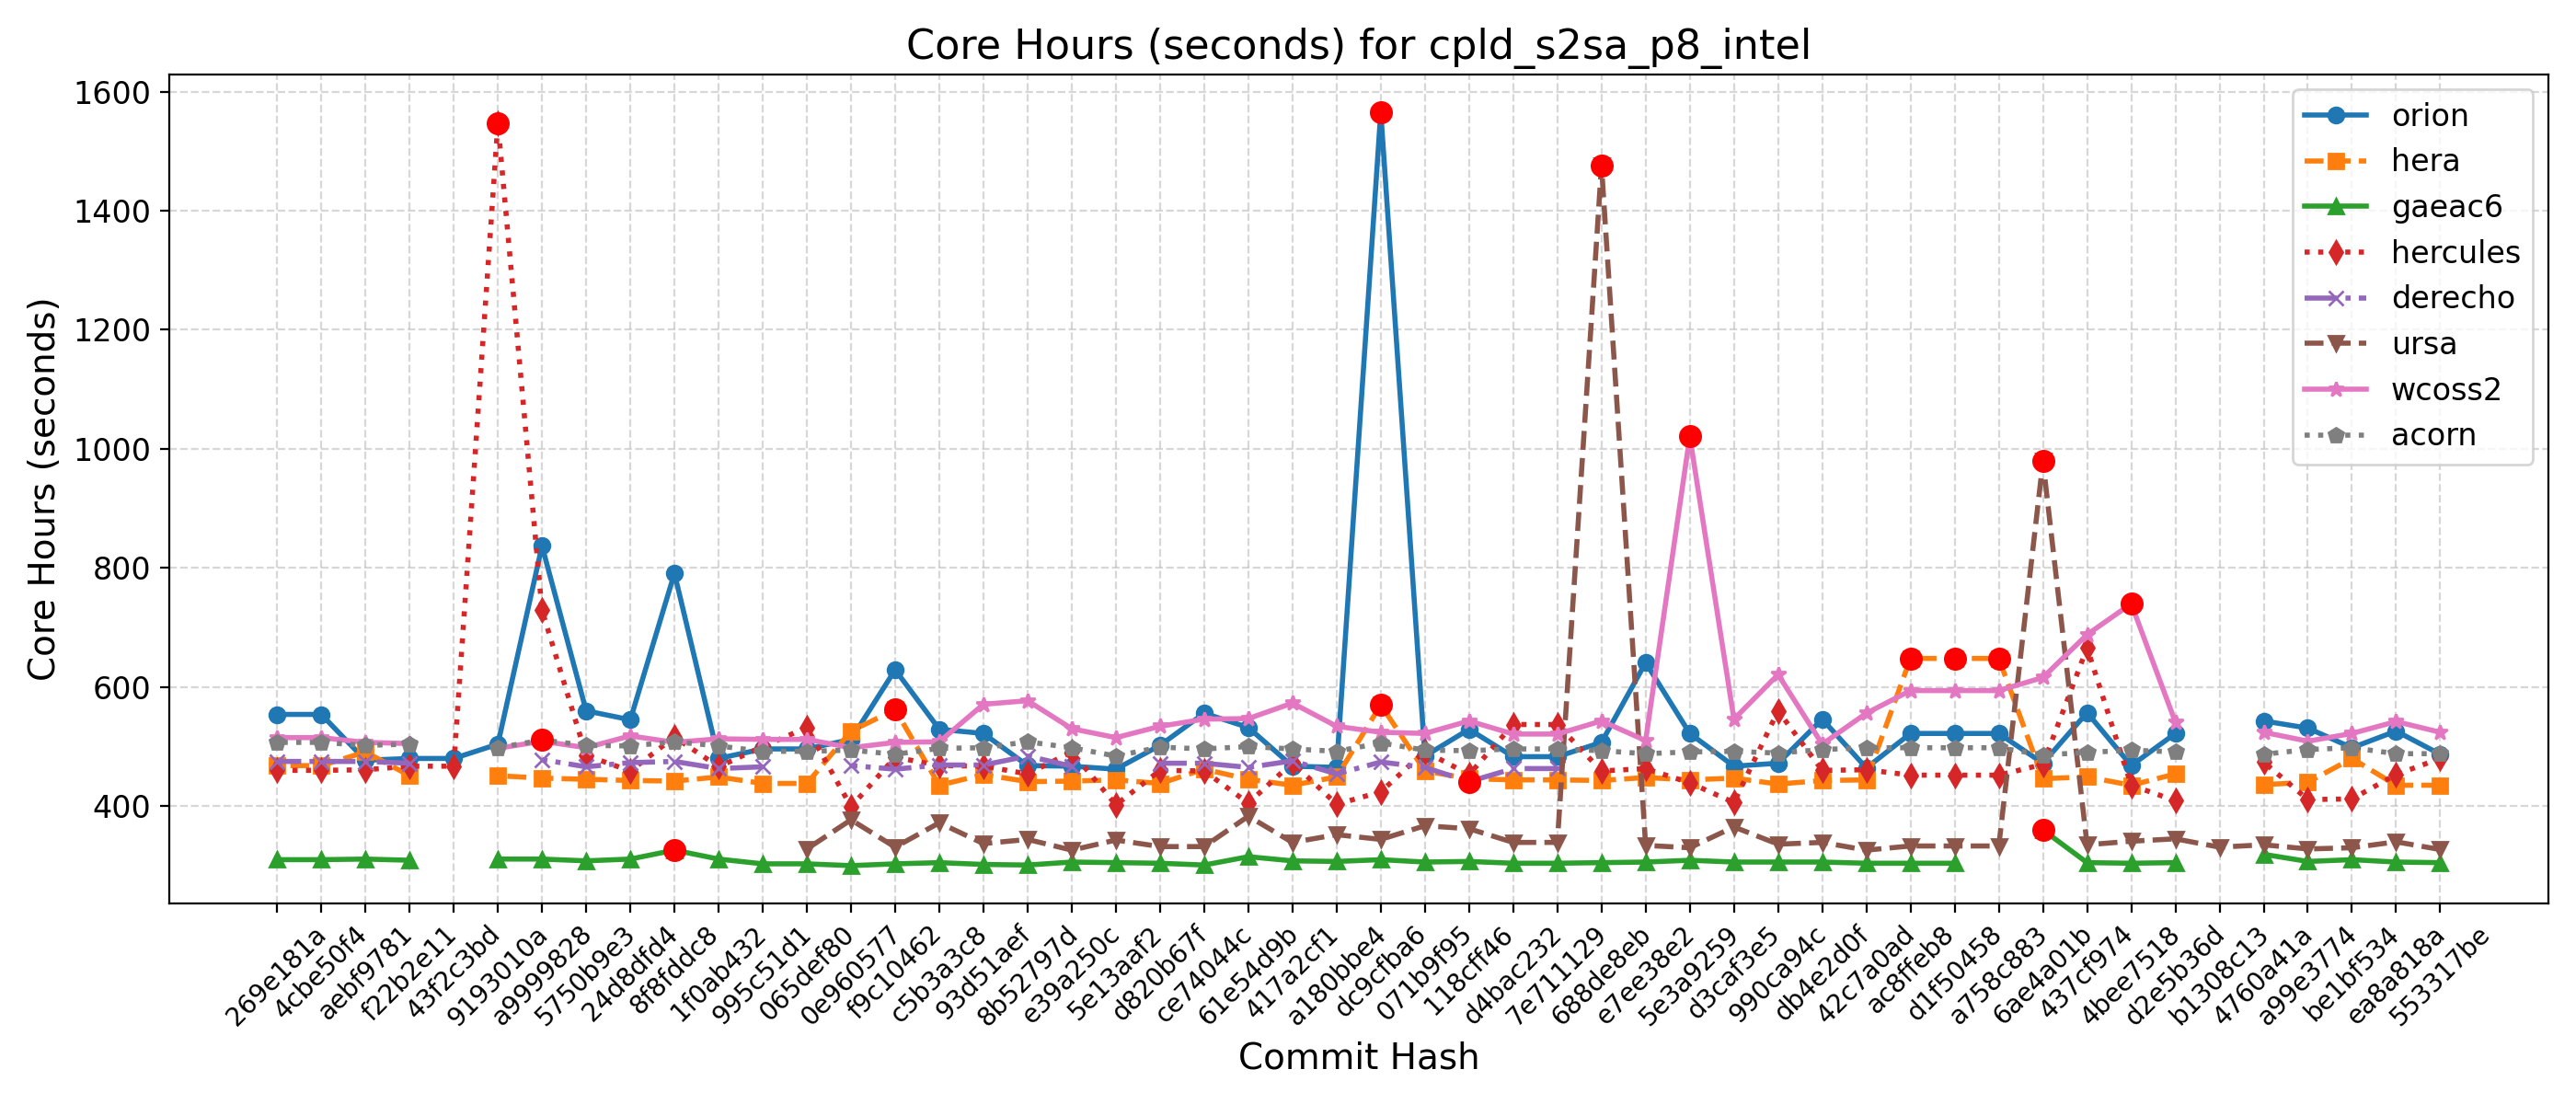 Core Hours (seconds) for cpld_s2sa_p8_intel
Core Hours (seconds)
1600
1400
1200
1000
800
600
400
orion
hera
gaeac6
hercules
derecho
ursa
wcoss2
acorn
269e181a
4cbe50f4
aebf9781
f22b2e11
43f2c3bd
9193010a
a9999828
5750b9e3
24d8dfd4
8f8fddc8
1f0ab432
995c51d1
065def80
0e960577
f9c10462
c5b3a3c8
93d51aef
8b52797d
e39a250c
5e13aaf2
d820b67f
ce74044c
61e54d9b
417a2cf1
a180bbe4
dc9cfba6
071b9f95
118cff46
d4bac232
7e711129
688de8eb
e7ee38e2
5e3a9259
d3caf3e5
990ca94c
db4e2d0f
42c7a0ad
ac8ffeb8
d1f50458
a758c883
6ae4a01b
437cf974
4bee7518
d2e5b36d
b1308c13
4760a41a
a99e3774
be1bf534
ea8a818a
553317be
Commit Hash